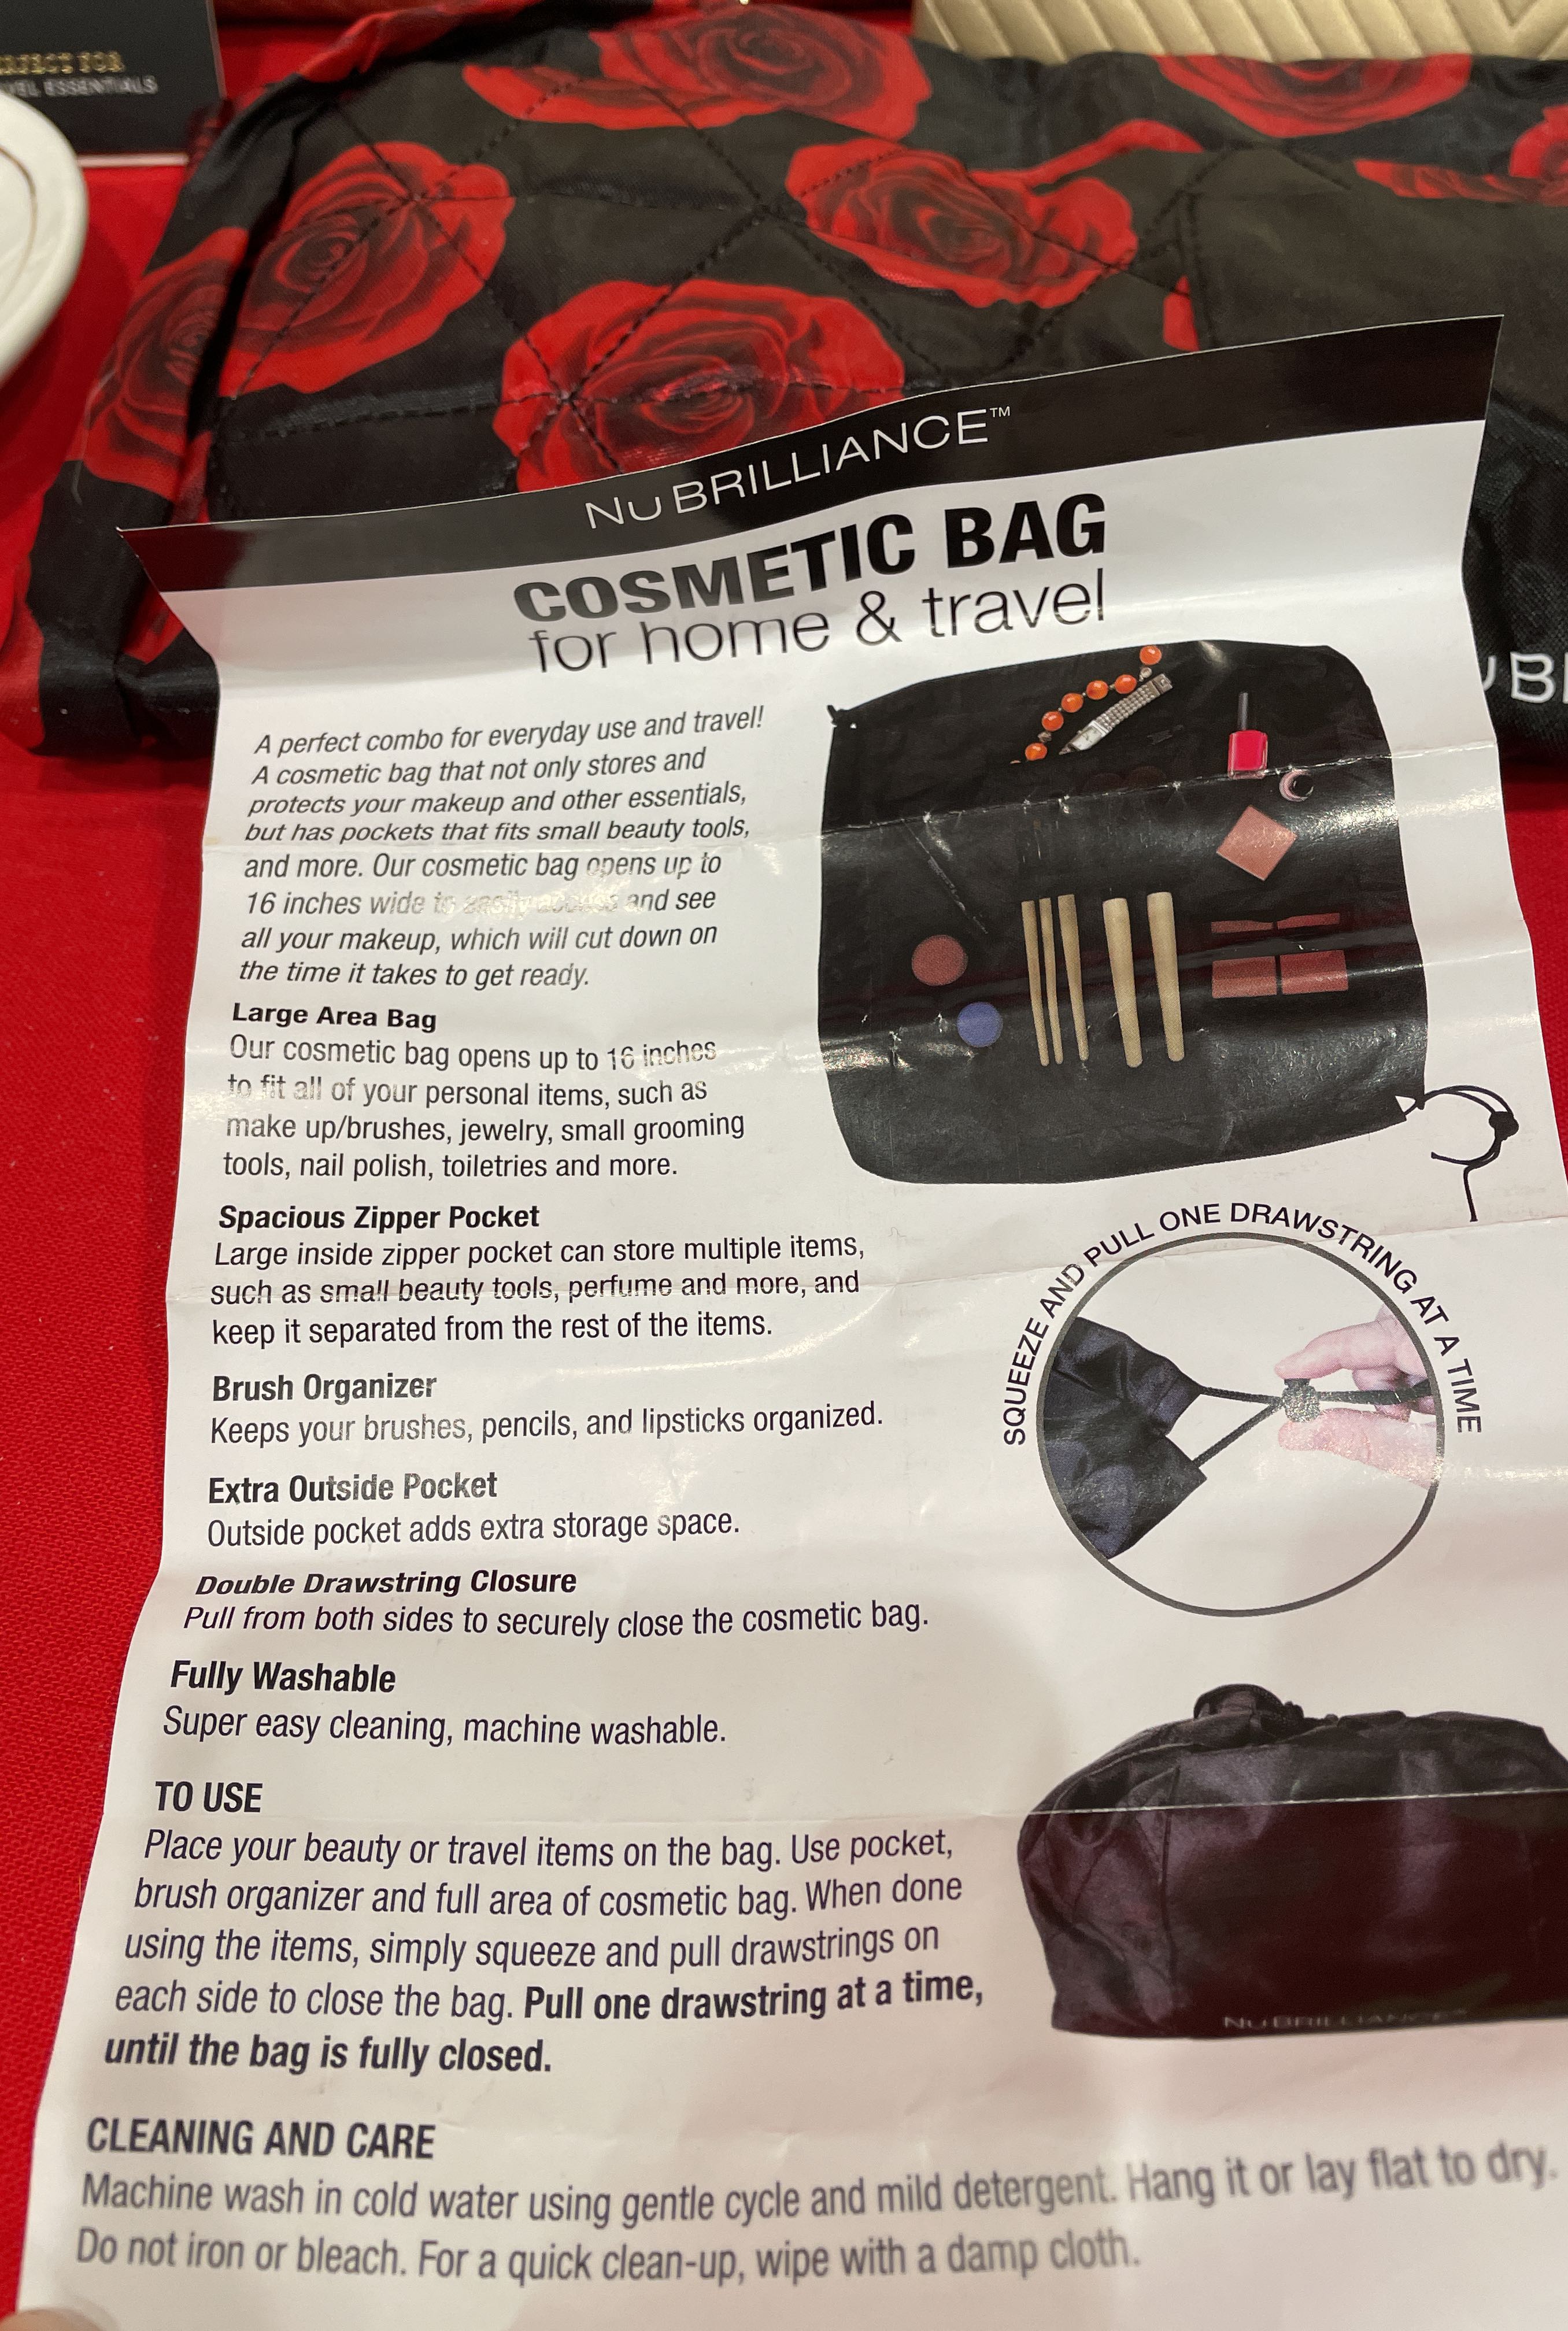 RFECT FOR
VEL ESSENTIALS
NUBRILLIANCE™
COSMETIC BAG
for home & travel
UBI
A perfect combo for everyday use and travel!
A cosmetic bag that not only stores and
protects your makeup and other essentials,
but has pockets that fits small beauty tools,
and more. Our cosmetic bag opens up to
16 inches wide to easily access and see
all your makeup, which will cut down on
the time it takes to get ready.
Large Area Bag
Our cosmetic bag opens up to 16 inches
to fit all of your personal items, such as
make up/brushes, jewelry, small grooming
tools, nail polish, toiletries and more.
Spacious Zipper Pocket
Large inside zipper pocket can store multiple items,
such as small beauty tools, perfume and more, and
keep it separated from the rest of the items.
SQUEEZE AND PULL ONE DRAWSTRING AT A TIME
Brush Organizer
Keeps your brushes, pencils, and lipsticks organized.
Extra Outside Pocket
Outside pocket adds extra storage space.
Double Drawstring Closure
Pull from both sides to securely close the cosmetic bag.
Fully Washable
Super easy cleaning, machine washable.
TO USE
Place your beauty or travel items on the bag. Use pocket,
brush organizer and full area of cosmetic bag. When done
using the items, simply squeeze and pull drawstrings on
each side to close the bag. Pull one drawstring at a time,
until the bag is fully closed.
NUBRILLIANCE
CLEANING AND CARE
Machine wash in cold water using gentle cycle and mild detergent. Hang it or lay flat to dry.
Do not iron or bleach. For a quick clean-up, wipe with a damp cloth.